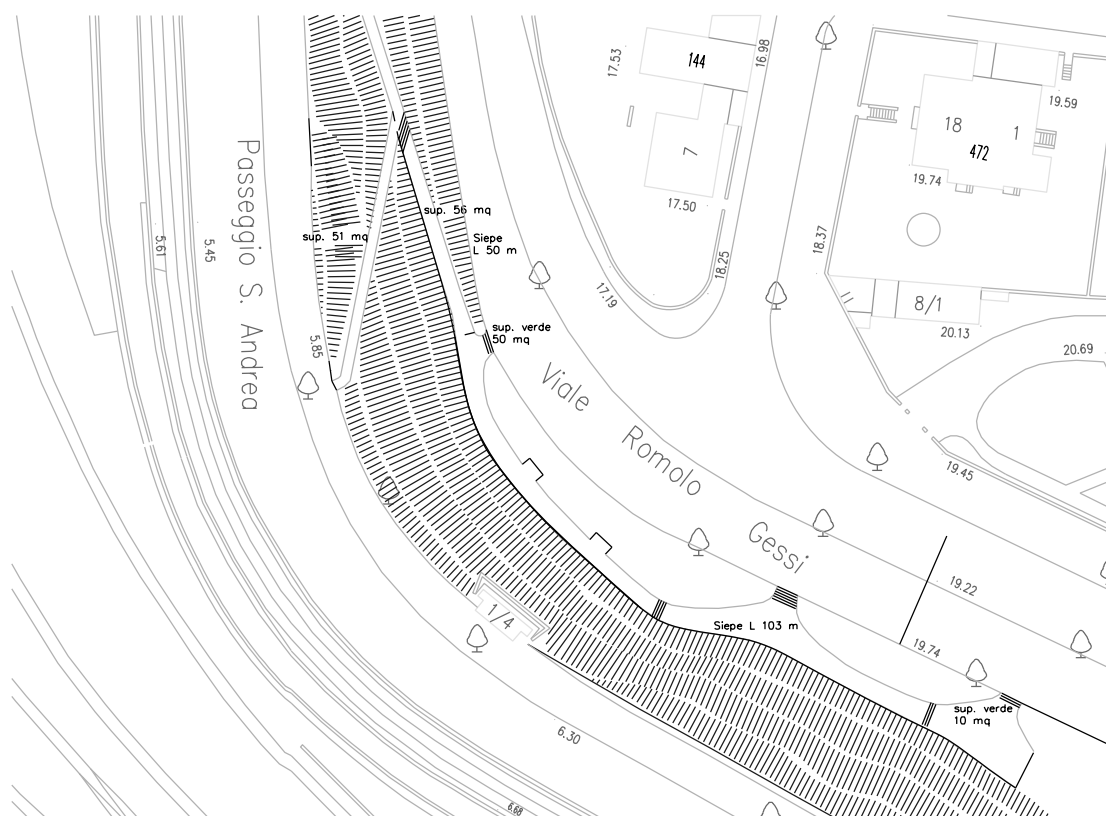 144
17.53
16.98
7
17.50
18.25
17.19
18
1
472
19.59
19.74
18.37
8/1
20.13
20.69
19.45
Passeggio S. Andrea
5.61
5.45
5.85
sup. 56 mq
sup. 51 mq
Siepe
L 50 m
sup. verde
50 mq
Viale Romolo Gessi
19.22
19.74
1/4
Siepe L 103 m
sup. verde
10 mq
6.30
6.68